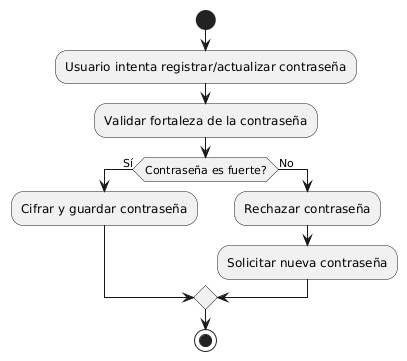 Usuario intenta registrar/actualizar contraseña
Validar fortaleza de la contraseña
Sí
Contraseña es fuerte?
No
Cifrar y guardar contraseña
Rechazar contraseña
Solicitar nueva contraseña